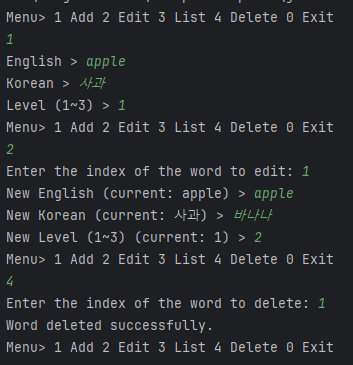 Menu> 1 Add 2 Edit 3 List 4 Delete 0 Exit
1
English > apple
Korean > 사과
Level (1~3) > 1
Menu> 1 Add 2 Edit 3 List 4 Delete 0 Exit
2
Enter the index of the word to edit: 1
New English (current: apple) > apple
New Korean (current: 사과) > 바나나
New Level (1~3) (current: 1) > 2
Menu> 1 Add 2 Edit 3 List 4 Delete 0 Exit
4
Enter the index of the word to delete: 1
Word deleted successfully.
Menu> 1 Add 2 Edit 3 List 4 Delete 0 Exit